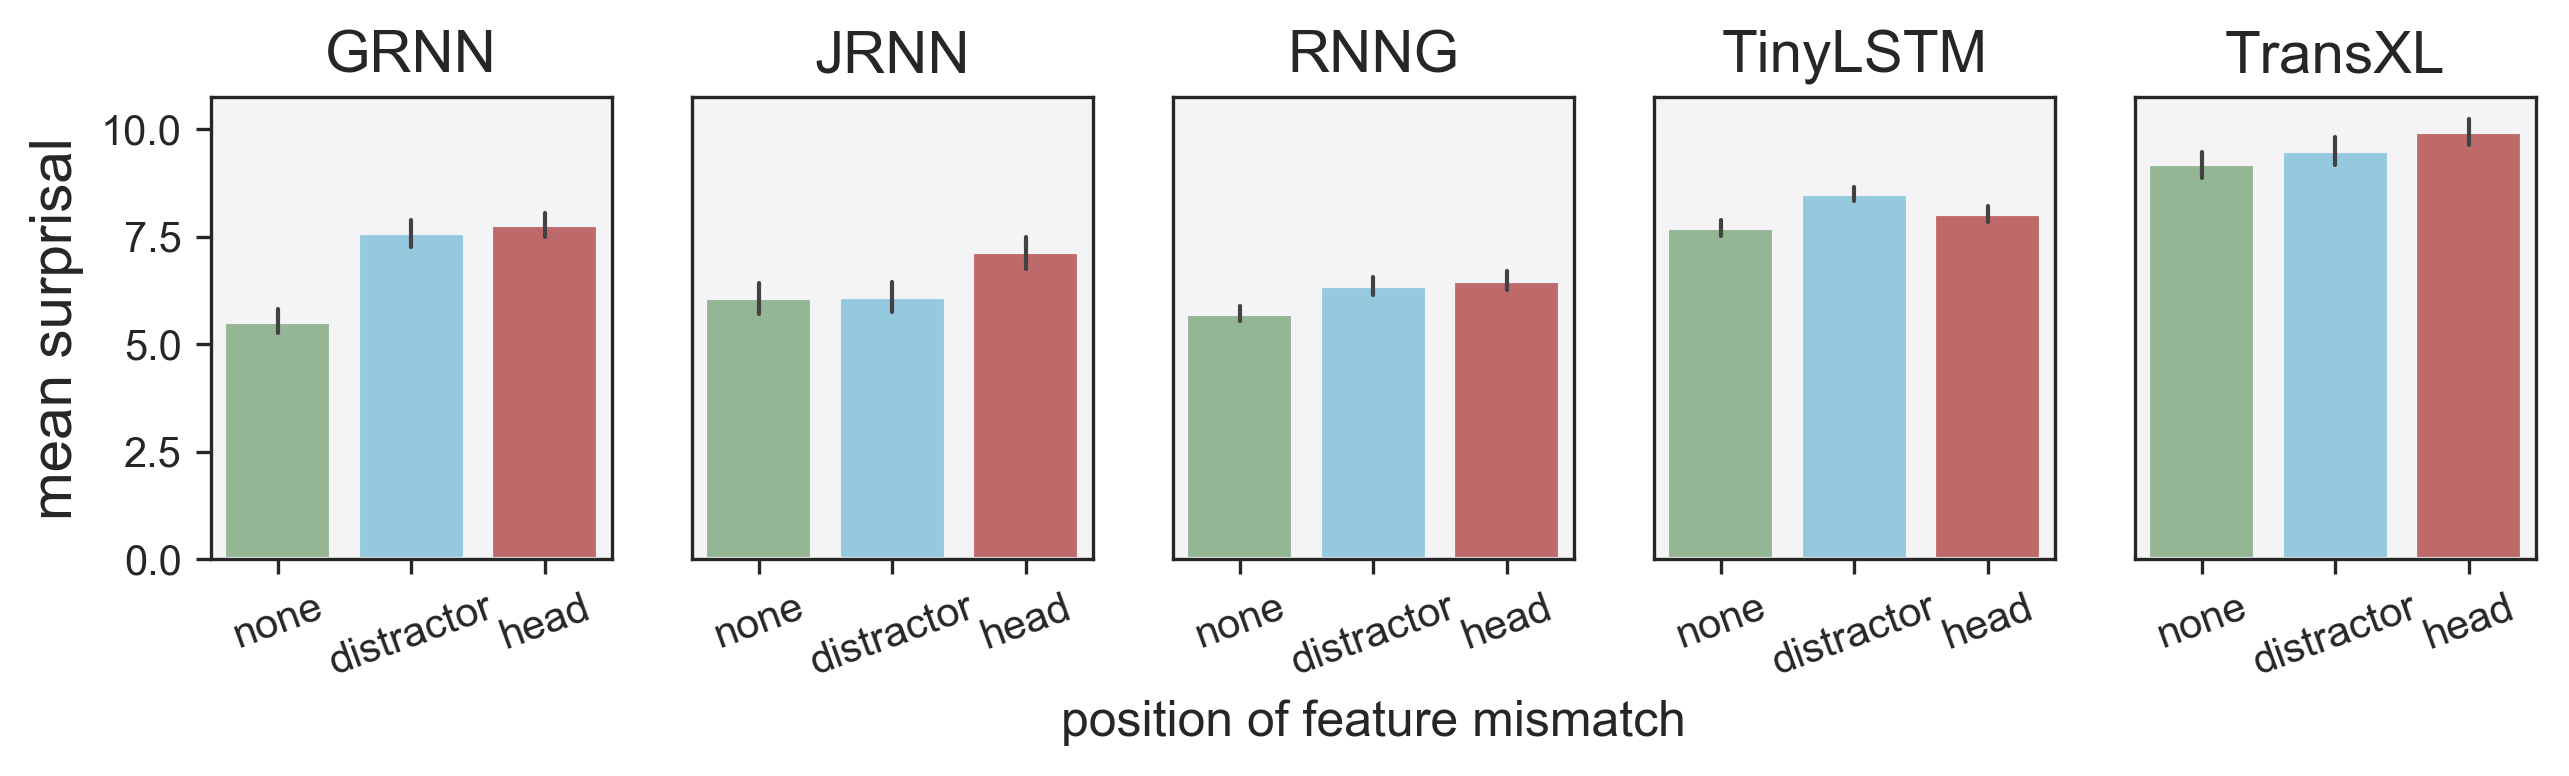 GRNN JRNN RNNG TinyLSTM TransXL
mean surprisal
10.0
7.5
5.0
2.5
0.0
none distractor head none distractor head none distractor head none distractor head none distractor head
position of feature mismatch